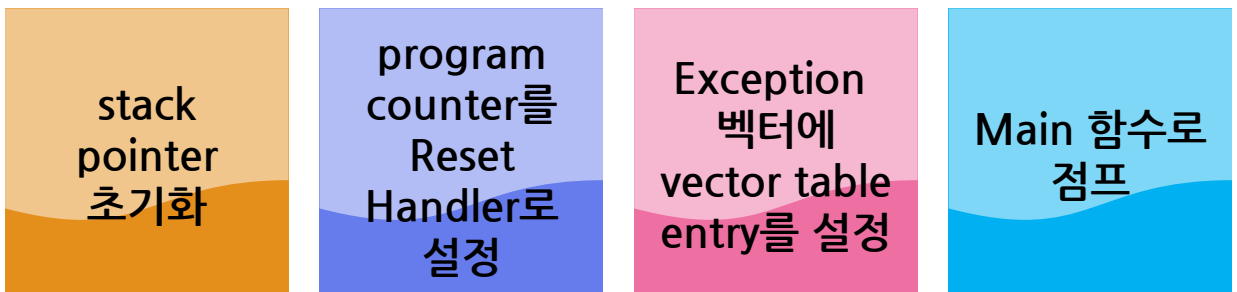 stack
pointer
초기화
program
counter를
Reset
Handler로
설정
Exception
벡터에
vector table
entry를 설정
Main 함수로
점프